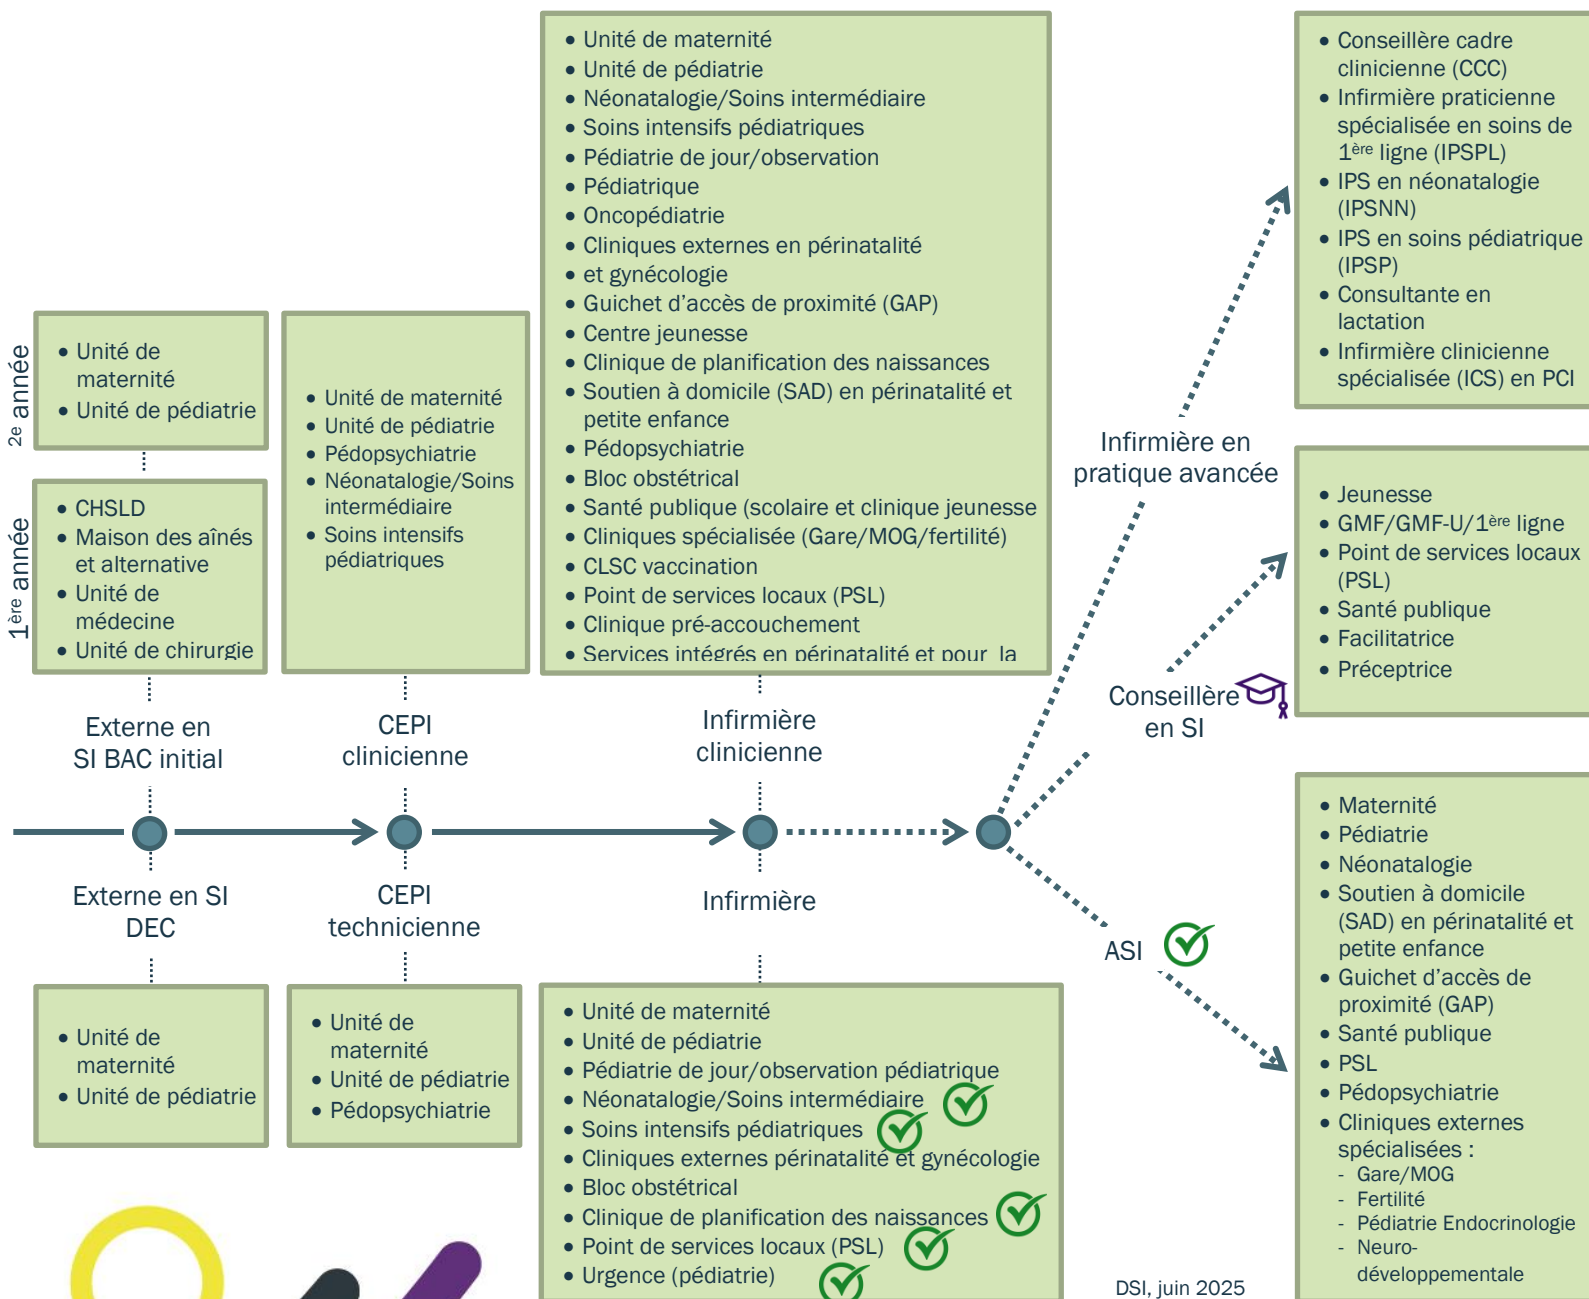 • Unité de maternité
• Unité de pédiatrie
• Néonatalogie/Soins intermédiaire
• Soins intensifs pédiatriques
• Pédiatrie de jour/observation
• Pédiatrique
• Oncopédiatrie
• Cliniques externes en périnatalité
• et gynécologie
• Guichet d'accès de proximité (GAP)
• Centre jeunesse
• Clinique de planification des naissances
• Soutien à domicile (SAD) en périnatalité et
petite enfance
• Pédopsychiatrie
• Bloc obstétrical
• Santé publique (scolaire et clinique jeunesse
• Cliniques spécialisée (Gare/MOG/fertilité)
• CLSC vaccination
• Point de services locaux (PSL)
• Clinique pré-accouchement
• Services intégrés en périnatalité et pour la
• Conseillère cadre
clinicienne (CCC)
• Infirmière praticienne
spécialisée en soins de
1ère ligne (IPSPL)
• IPS en néonatalogie
(IPSNN)
• IPS en soins pédiatrique
(IPSP)
• Consultante en
lactation
• Infirmière clinicienne
spécialisée (ICS) en PCI
2e année
• Unité de
maternité
• Unité de pédiatrie
1ère année
• CHSLD
• Maison des aînés
et alternative
• Unité de
médecine
• Unité de chirurgie
• Unité de maternité
• Unité de pédiatrie
• Pédopsychiatrie
• Néonatalogie/Soins
intermédiaire
• Soins intensifs
pédiatriques
Infirmière en
pratique avancée
• Jeunesse
• GMF/GMF-U/1ère ligne
• Point de services locaux
(PSL)
• Santé publique
• Facilitatrice
• Préceptrice
Externe en
SI BAC initial
CEPI
clinicienne
Infirmière
clinicienne
Conseillère
en SI
Externe en SI
DEC
CEPI
technicienne
Infirmière
ASI
• Unité de
maternité
• Unité de pédiatrie
• Unité de
maternité
• Unité de pédiatrie
• Pédopsychiatrie
• Unité de maternité
• Unité de pédiatrie
• Pédiatrie de jour/observation pédiatrique
• Néonatalogie/Soins intermédiaire
• Soins intensifs pédiatriques
• Cliniques externes périnatalité et gynécologie
• Bloc obstétrical
• Clinique de planification des naissances
• Point de services locaux (PSL)
• Urgence (pédiatrie)
• Maternité
• Pédiatrie
• Néonatalogie
• Soutien à domicile
(SAD) en périnatalité et
petite enfance
• Guichet d'accès de
proximité (GAP)
• Santé publique
• PSL
• Pédopsychiatrie
• Cliniques externes
spécialisées :
- Gare/MOG
- Fertilité
- Pédiatrie Endocrinologie
- Neuro-
développementale
DSI, juin 2025